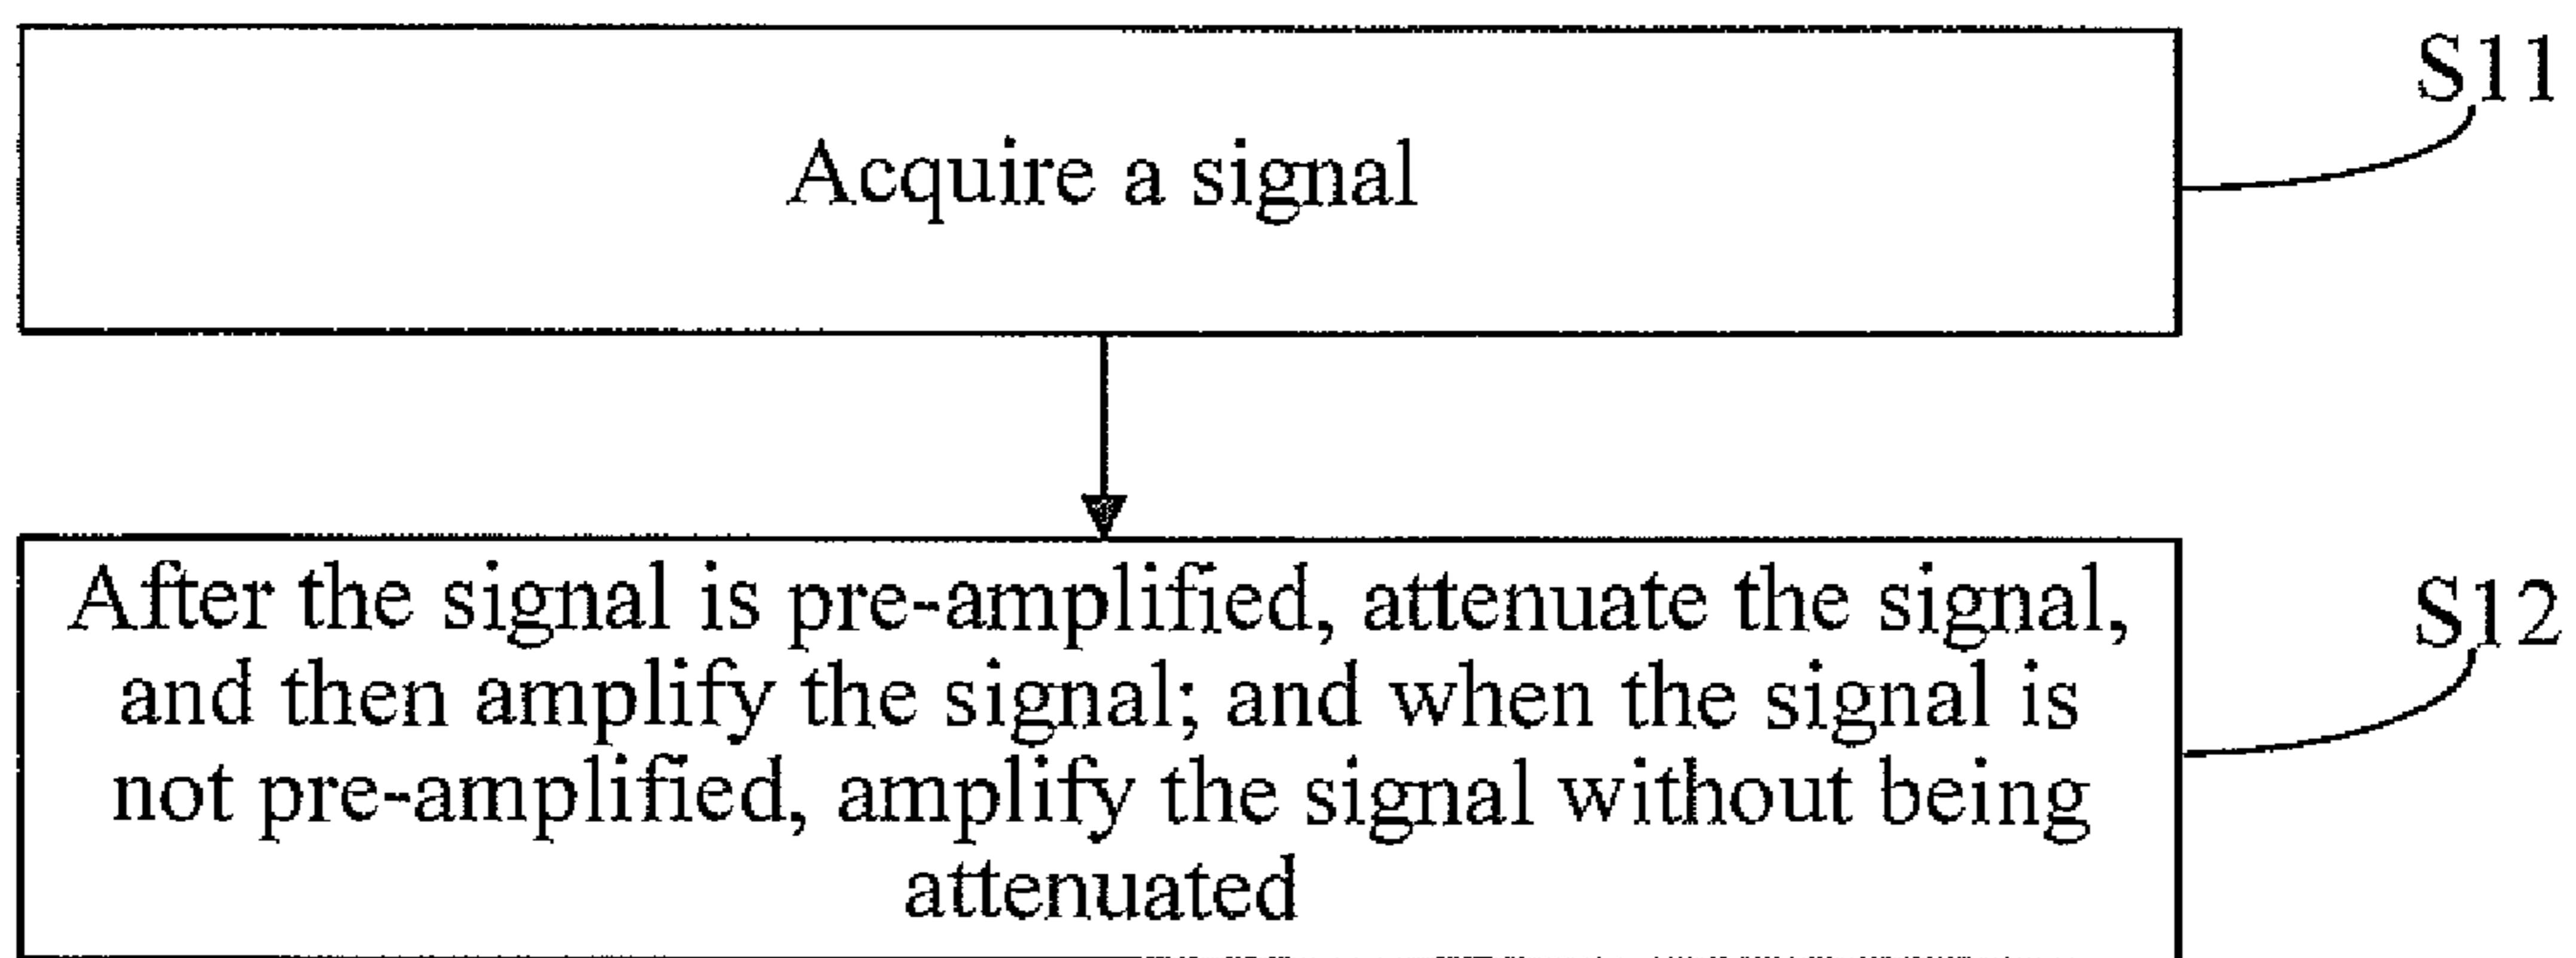 S11
Acquire a signal
After the signal is pre-amplified, attenuate the signal,
S12
and then amplify the signal; and when the signal is
not pre-amplified, amplify the signal without being
attenuated